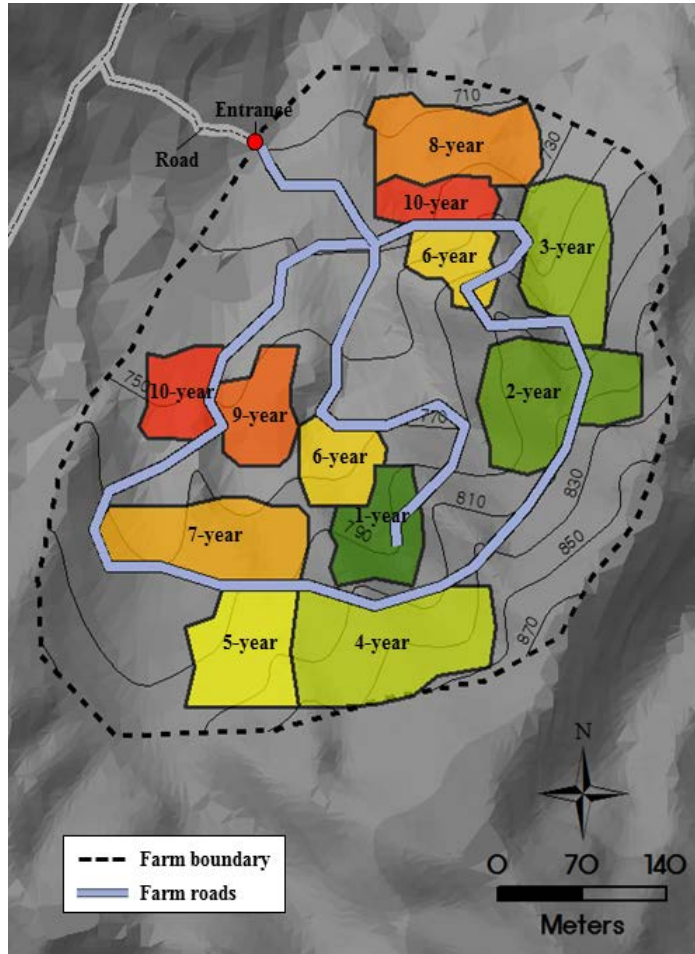 710
Entrance
730
Road
8-year
10-year
3-year
6-year
750
10-year
2-year
9-year
770
6-year
810
830
1-year
7-year
790
850
870
5-year
4-year
N
Farm boundary
Farm roads
0 70 140
Meters